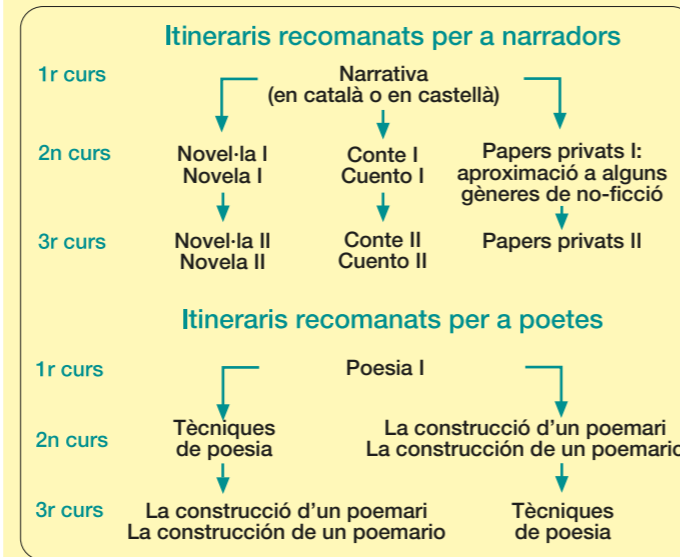 Itineraris recomanats per a narradors
1r curs
Narrativa
(en català o en castellà)
2n curs
Novel·la I
Novela I
Conte I
Cuento I
Papers privats I:
aproximació a alguns
gèneres de no-ficció
3r curs
Novel·la II
Novela II
Conte II
Cuento II
Papers privats II
Itineraris recomanats per a poetes
1r curs
Poesia I
2n curs
Tècniques
de poesia
La construcció d’un poemari
La construcción de un poemario
3r curs
La construcció d’un poemari
La construcción de un poemario
Tècniques
de poesia